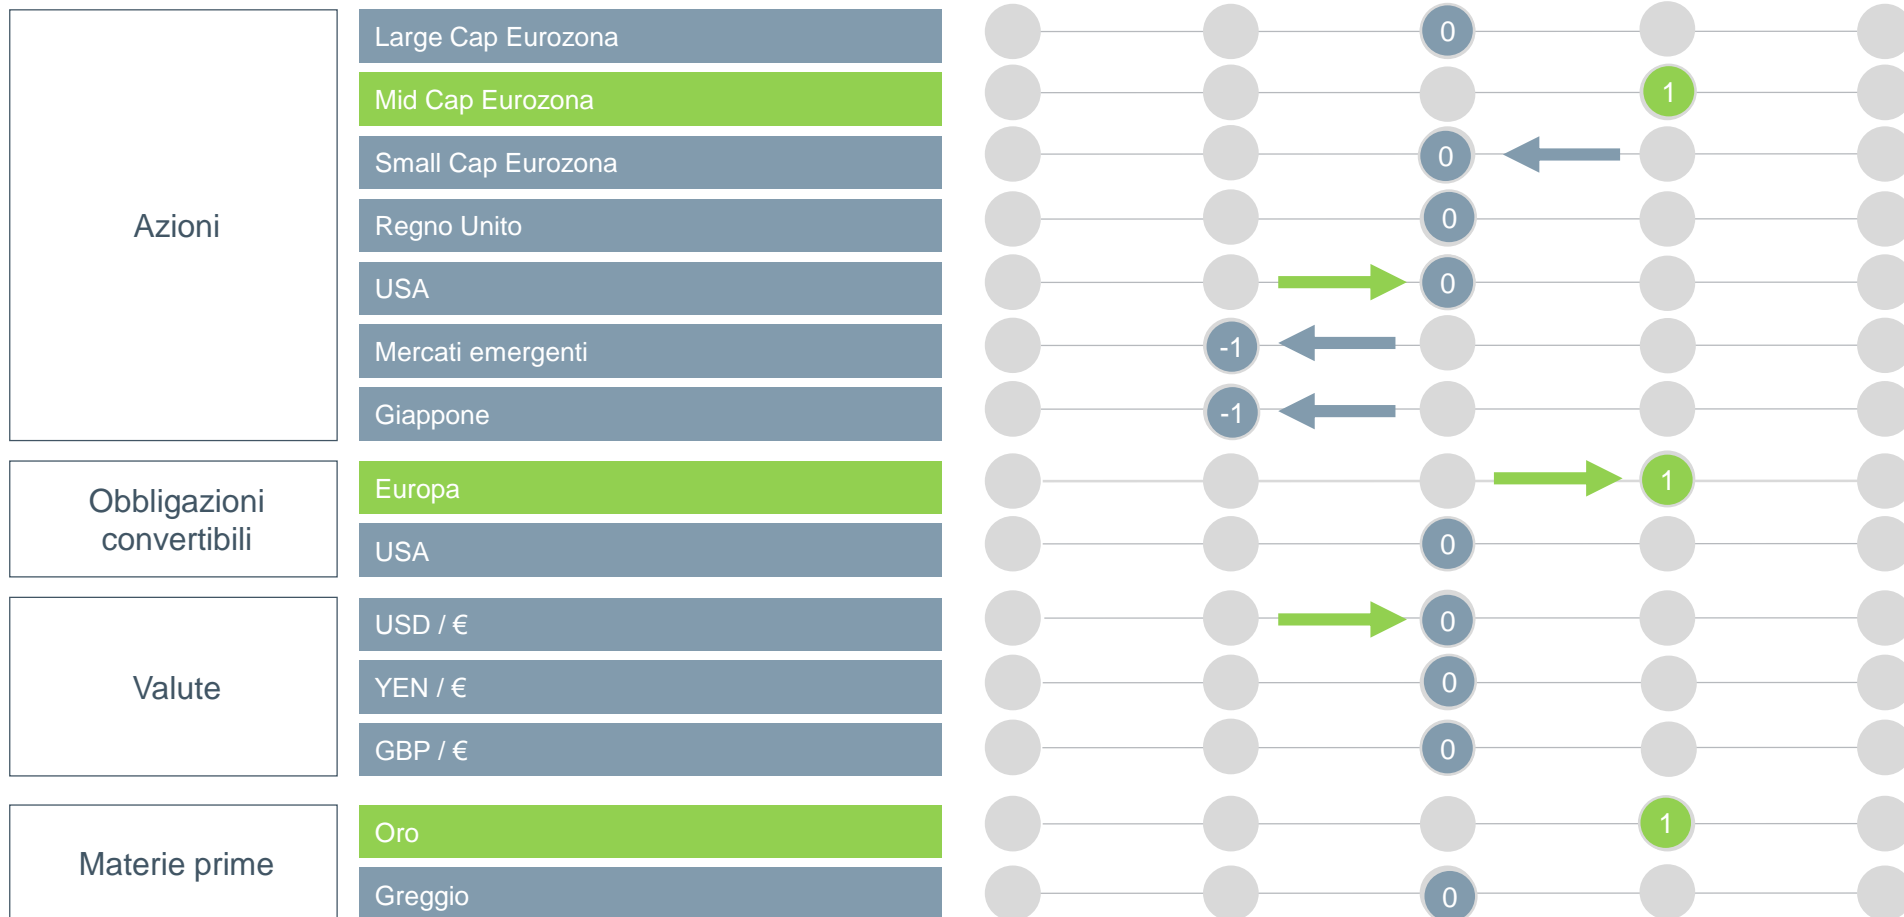 Azioni
Large Cap Eurozona
0
Mid Cap Eurozona
1
Small Cap Eurozona
0
Regno Unito
0
USA
0
Mercati emergenti
-1
Giappone
-1
Obbligazioni
convertibili
Europa
1
USA
0
Valute
USD / €
0
YEN / €
0
GBP / €
0
Materie prime
Oro
1
Greggio
0